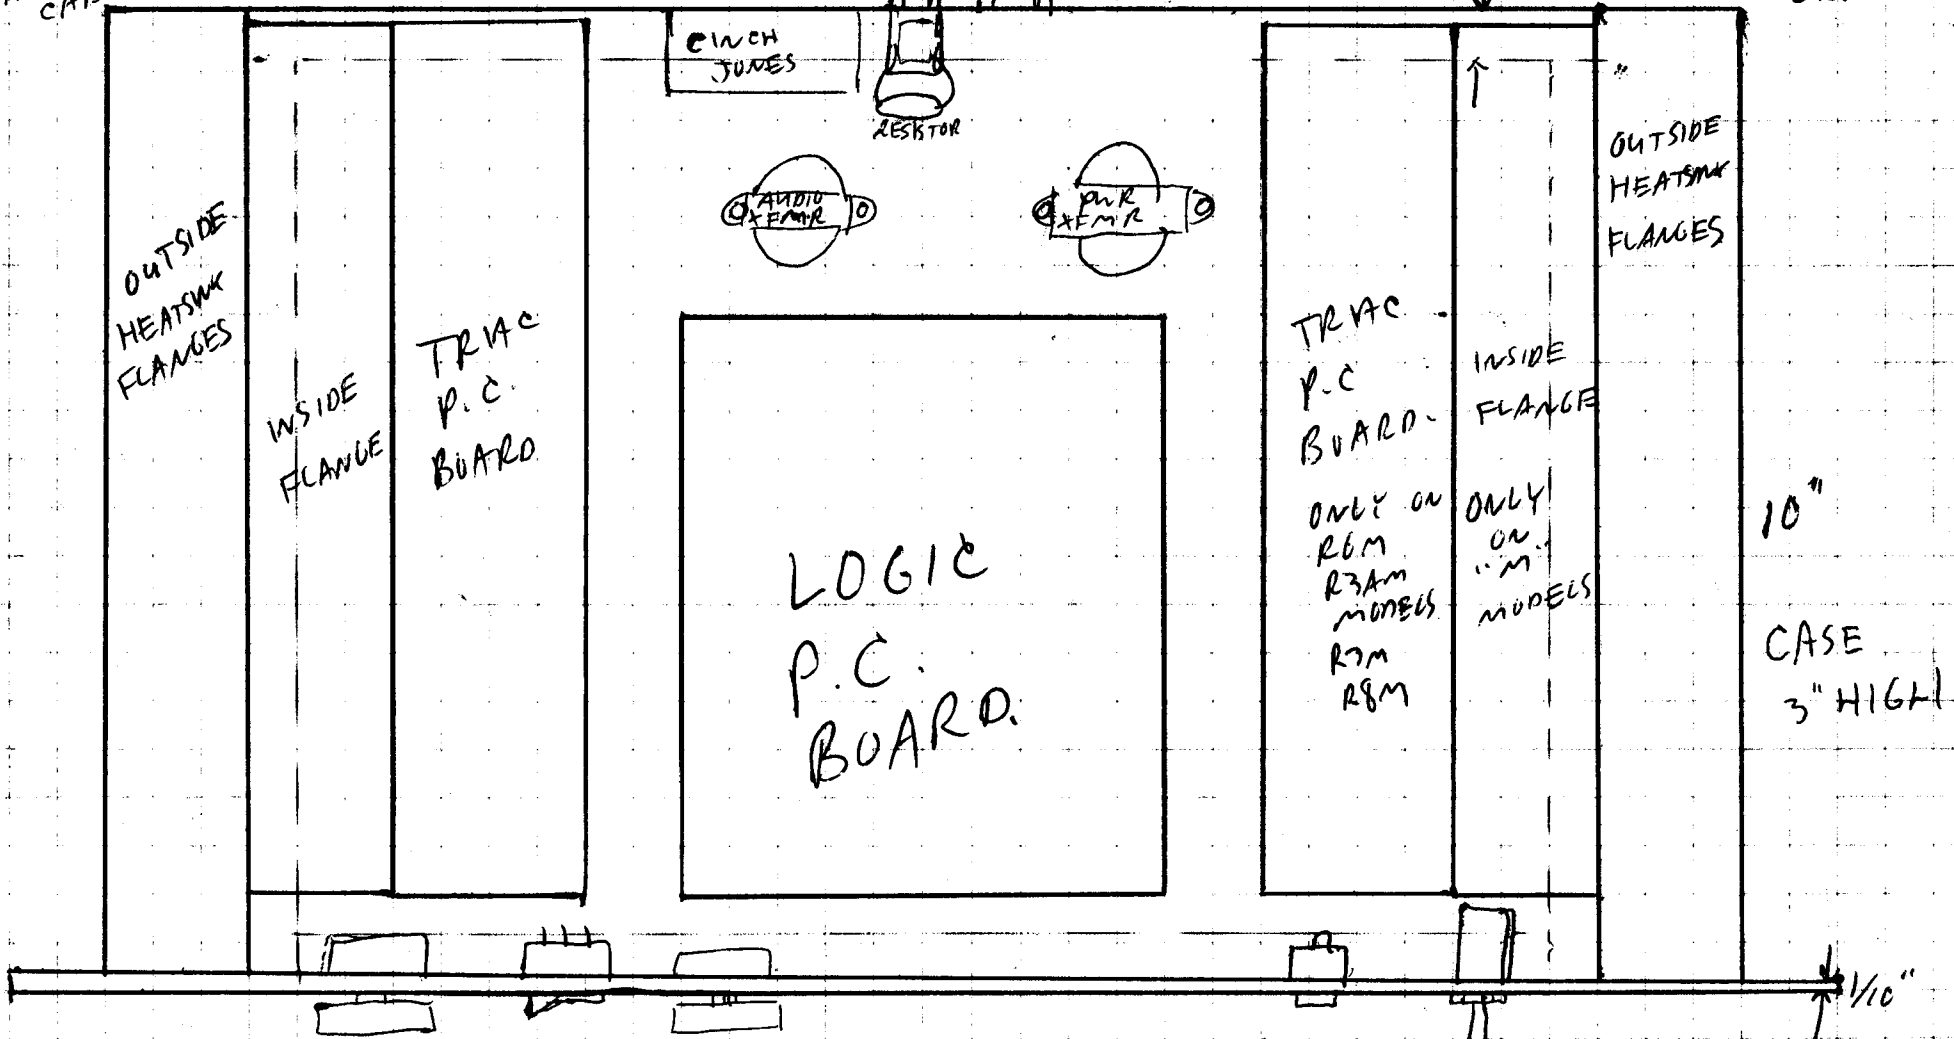 CINCH
JONES
RESISTOR
AUDIO
XFMR
PWR
XFMR
OUTSIDE
HEATSINK
FLANGES
INSIDE
FLANGE
TRIAC
P.C.
BOARD
LOGIC
P.C.
BOARD.
TRIAC
P.C
BOARD.
ONLY ON
R6M
R3AM
MODELS
R7M
R8M
INSIDE
FLANGE
ONLY
ON
"M"
MODELS
OUTSIDE
HEATSINK
FLANGES
10"
CASE
3" HIGH
1/10"